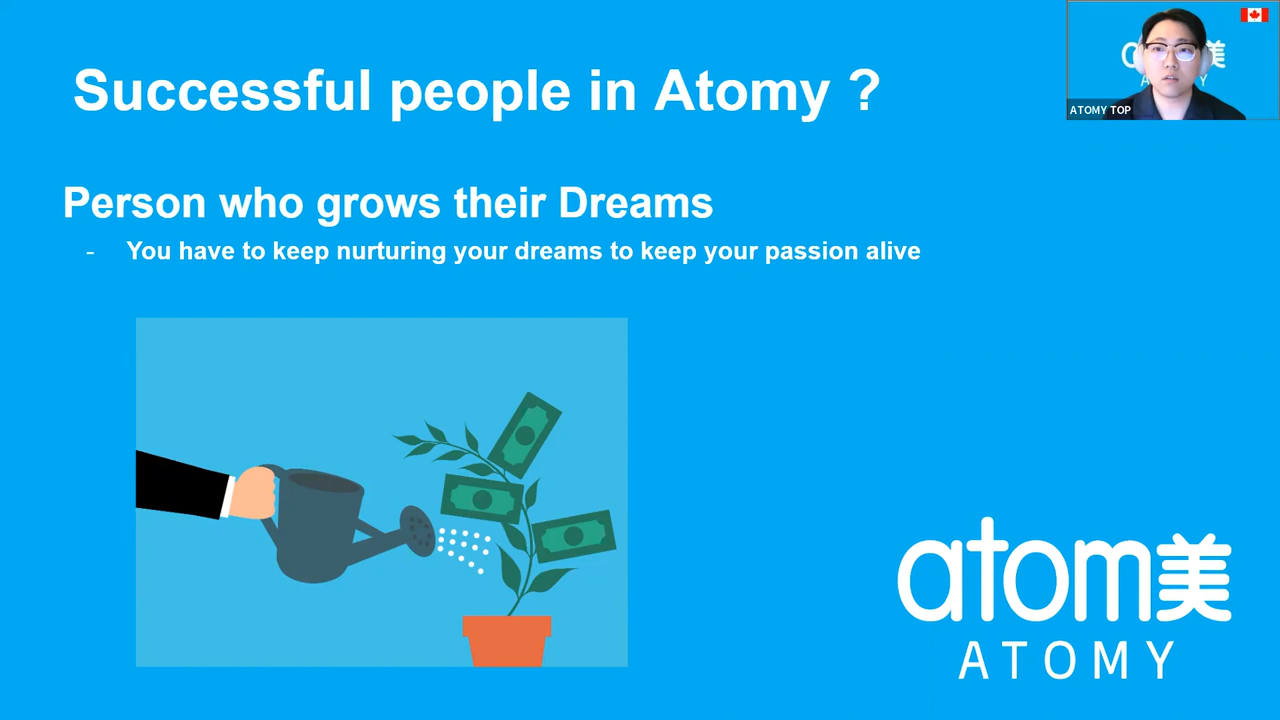 Successful people in Atomy ?
ATOMY TOP
Person who grows their Dreams
- You have to keep nurturing your dreams to keep your passion alive
atom美
ATOMY